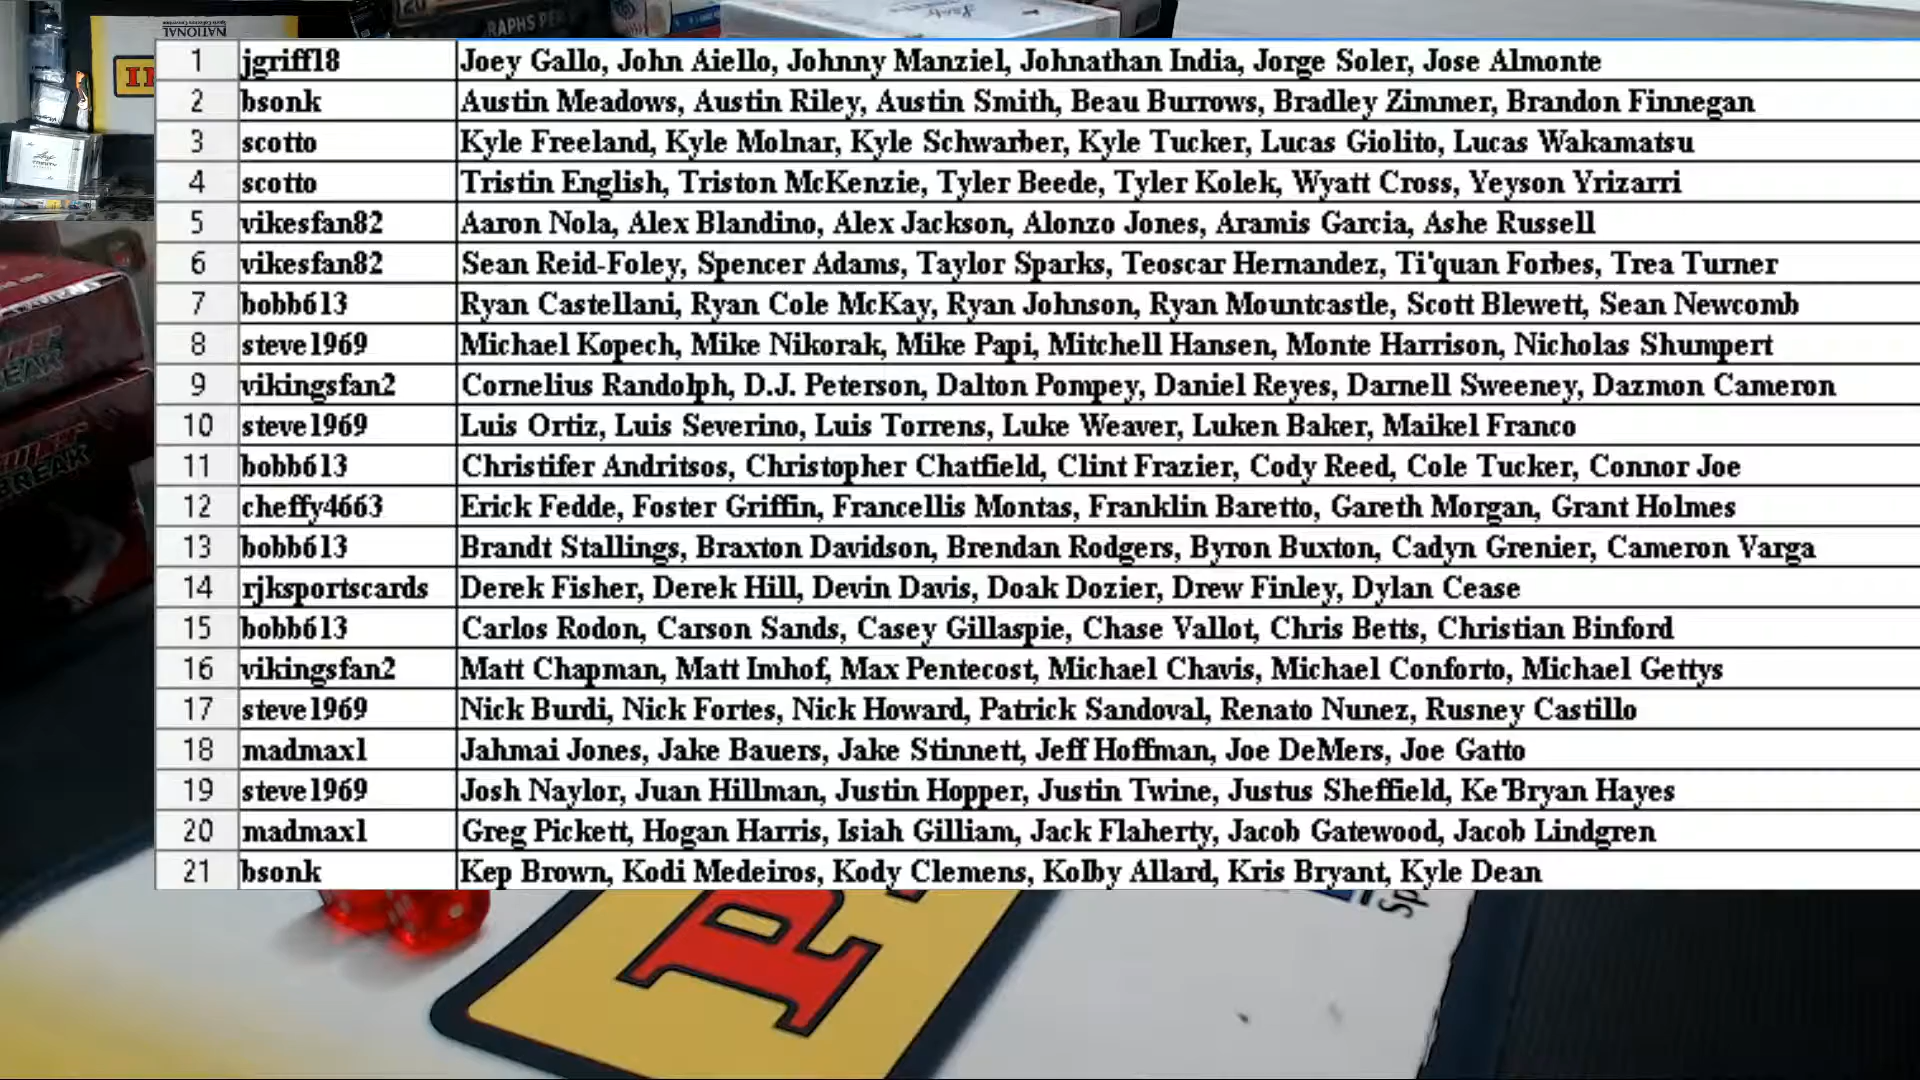 NATIONAL
GRAPHS PE
1 jgriff18 Joey Gallo, John Aiello, Johnny Manziel, Johnathan India, Jorge Soler, Jose Almonte
2 bsonk Austin Meadows, Austin Riley, Austin Smith, Beau Burrows, Bradley Zimmer, Brandon Finnegan
3 scotto Kyle Freeland, Kyle Molnar, Kyle Schwarber, Kyle Tucker, Lucas Giolito, Lucas Wakamatsu
4 scotto Tristin English, Triston McKenzie, Tyler Beede, Tyler Kolek, Wyatt Cross, Yeyson Yrizarri
5 vikesfan82 Aaron Nola, Alex Blandino, Alex Jackson, Alonzo Jones, Aramis Garcia, Ashe Russell
6 vikesfan82 Sean Reid-Foley, Spencer Adams, Taylor Sparks, Teoscar Hernandez, Ti'quan Forbes, Trea Turner
7 bobb613 Ryan Castellani, Ryan Cole McKay, Ryan Johnson, Ryan Mountcastle, Scott Blewett, Sean Newcomb
8 steve1969 Michael Kopech, Mike Nikorak, Mike Papi, Mitchell Hansen, Monte Harrison, Nicholas Shumpert
9 vikingsfan2 Cornelius Randolph, D.J. Peterson, Dalton Pompey, Daniel Reyes, Darnell Sweeney, Dazmon Cameron
10 steve1969 Luis Ortiz, Luis Severino, Luis Torrens, Luke Weaver, Luken Baker, Maikel Franco
11 bobb613 Christifer Andritsos, Christopher Chatfield, Clint Frazier, Cody Reed, Cole Tucker, Connor Joe
12 cheffy4663 Erick Fedde, Foster Griffin, Francellis Montas, Franklin Baretto, Gareth Morgan, Grant Holmes
13 bobb613 Brandt Stallings, Braxton Davidson, Brendan Rodgers, Byron Buxton, Cadyn Grenier, Cameron Varga
14 rjksportscards Derek Fisher, Derek Hill, Devin Davis, Doak Dozier, Drew Finley, Dylan Cease
15 bobb613 Carlos Rodon, Carson Sands, Casey Gillaspie, Chase Vallot, Chris Betts, Christian Binford
16 vikingsfan2 Matt Chapman, Matt Imhof, Max Pentecost, Michael Chavis, Michael Conforto, Michael Gettys
17 steve1969 Nick Burdi, Nick Fortes, Nick Howard, Patrick Sandoval, Renato Nunez, Rusney Castillo
18 madmax1 Jahmai Jones, Jake Bauers, Jake Stinnett, Jeff Hoffman, Joe DeMers, Joe Gatto
19 steve1969 Josh Naylor, Juan Hillman, Justin Hopper, Justin Twine, Justus Sheffield, Ke'Bryan Hayes
20 madmax1 Greg Pickett, Hogan Harris, Isiah Gilliam, Jack Flaherty, Jacob Gatewood, Jacob Lindgren
21 bsonk Kep Brown, Kodi Medeiros, Kody Clemens, Kolby Allard, Kris Bryant, Kyle Dean
BREAK
P
Sp